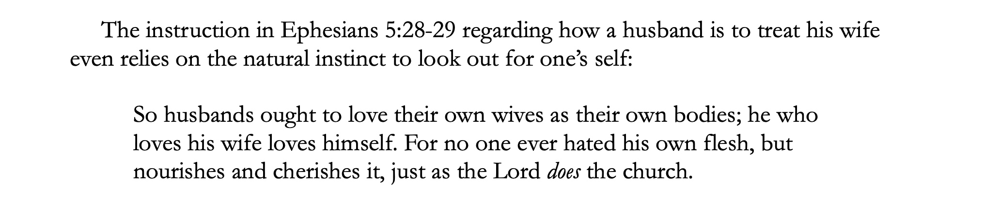 The instruction in Ephesians 5:28-29 regarding how a husband is to treat his wife
even relies on the natural instinct to look out for one’s self:
So husbands ought to love their own wives as their own bodies; he who
loves his wife loves himself. For no one ever hated his own flesh, but
nourishes and cherishes it, just as the Lord does the church.